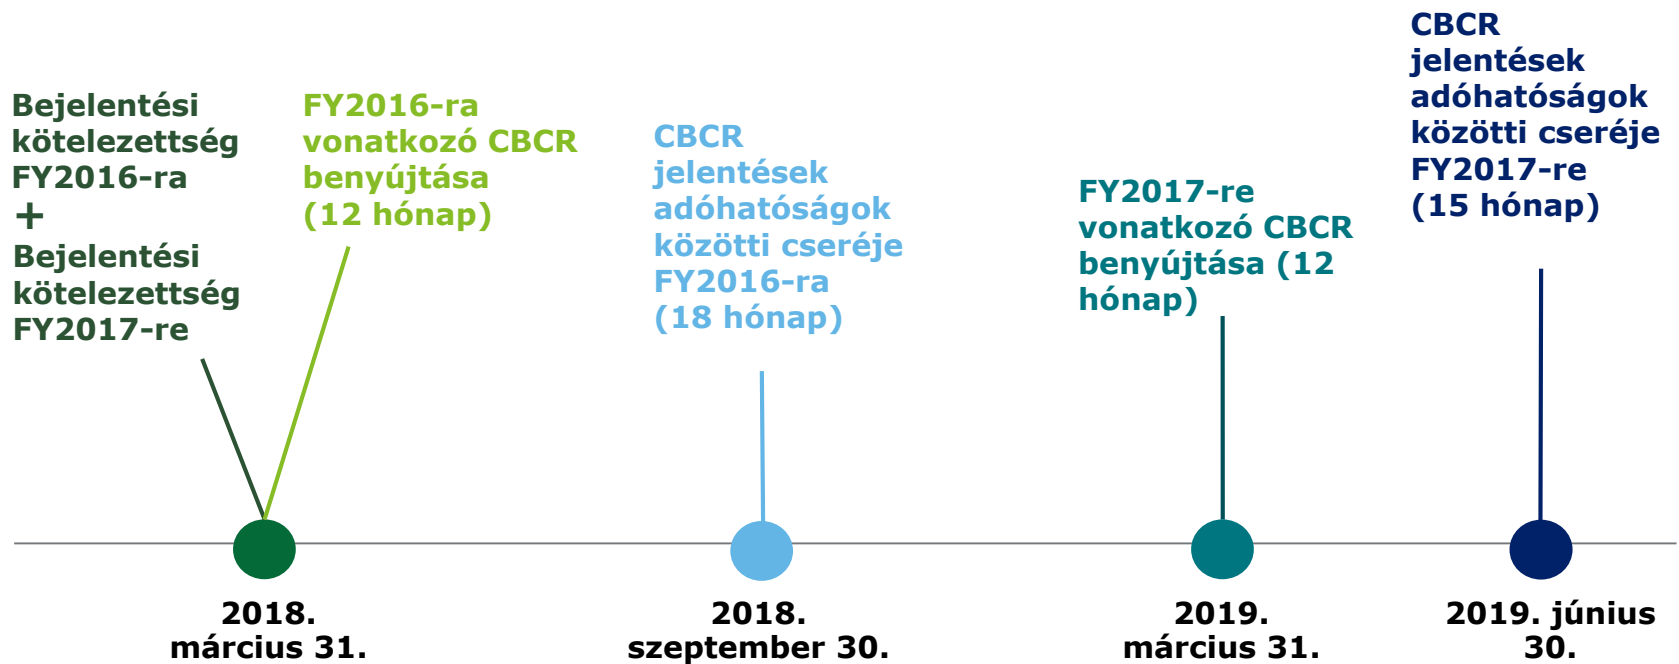 Bejelentési
kötelezettség
FY2016-ra
+
Bejelentési
kötelezettség
FY2017-re
FY2016-ra
vonatkozó CBCR
benyújtása
(12 hónap)
CBCR
jelentések
adóhatóságok
közötti cseréje
FY2016-ra
(18 hónap)
FY2017-re
vonatkozó CBCR
benyújtása (12
hónap)
CBCR
jelentések
adóhatóságok
közötti cseréje
FY2017-re
(15 hónap)
2018.
március 31.
2018.
szeptember 30.
2019.
március 31.
2019. június
30.